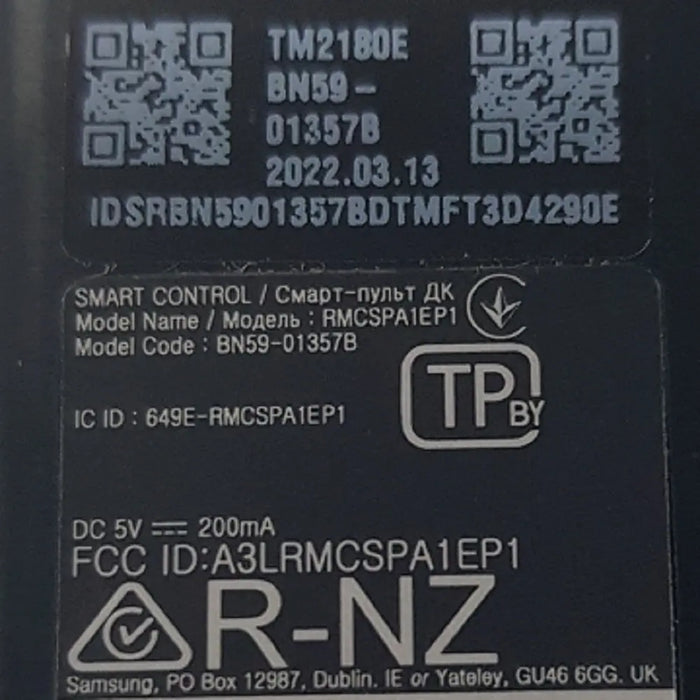 TM2180E
BN59-
01357B
2022.03.13
IDSRBN5901357BDTMFT3D4290E
SMART CONTROL / Смарт-пульт ДК
Model Name / Модель : RMCSPA1EP1
Model Code : BN59-01357B
TP BY
IC ID : 649E-RMCSPA1EP1
DC 5V ⎓ 200mA
FCC ID:A3LRMCSPA1EP1
R-NZ
Samsung, PO Box 12987, Dublin. IE or Yateley, GU46 6GG. UK